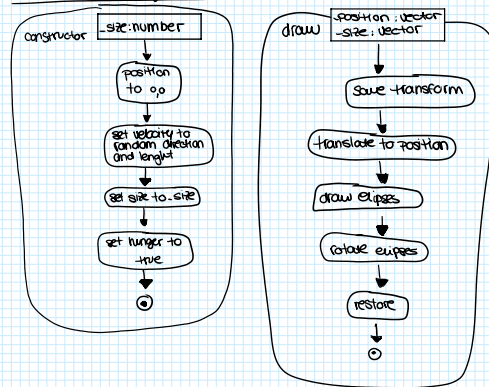 constructor
_size:number
position
to 0,0
set velocity to
random direction
and lenght
set size to _size
set hunger to
true
draw
_position : vector
_size : vector
save transform
translate to position
draw elipses
rotate elipses
restore